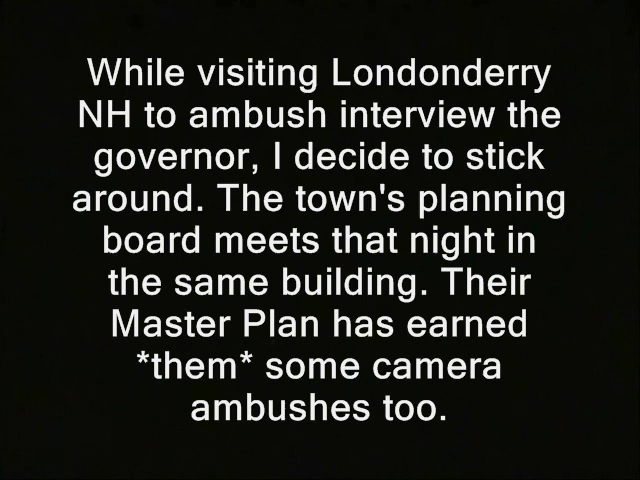 While visiting Londonderry
NH to ambush interview the
governor, I decide to stick
around. The town's planning
board meets that night in
the same building. Their
Master Plan has earned
*them* some camera
ambushes too.